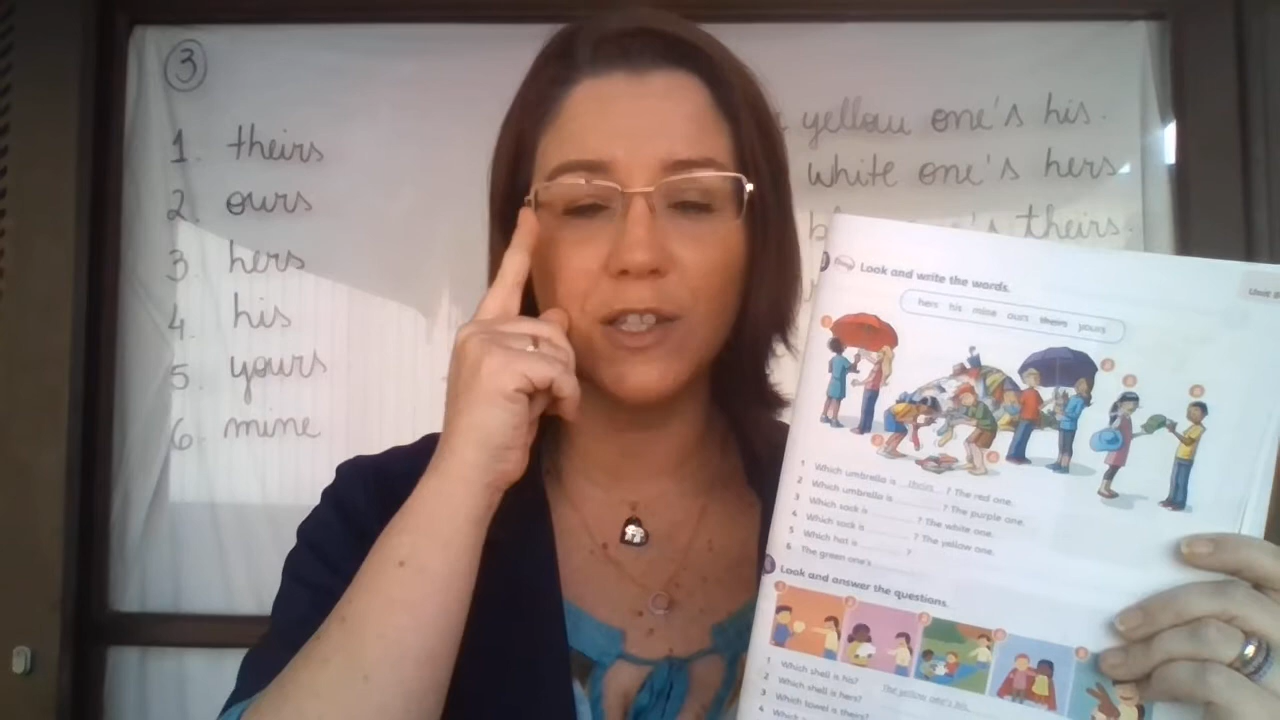 3
1. theirs
2. ours
3. hers
4. his
5. yours
6. mine
yellow one's his.
white one's hers
theirs.
Unit 8
Look and write the words.
hers his mine ours theirs yours
1 Which umbrella is theirs ? The red one.
2 Which umbrella is ? The purple one.
3 Which sock is ? The white one.
4 Which sock is ? The yellow one.
5 Which hat is ?
6 The green one's
Look and answer the questions.
1 Which shell is his? The yellow one's his.
2 Which shell is hers?
3 Which towel is theirs?
4 Which